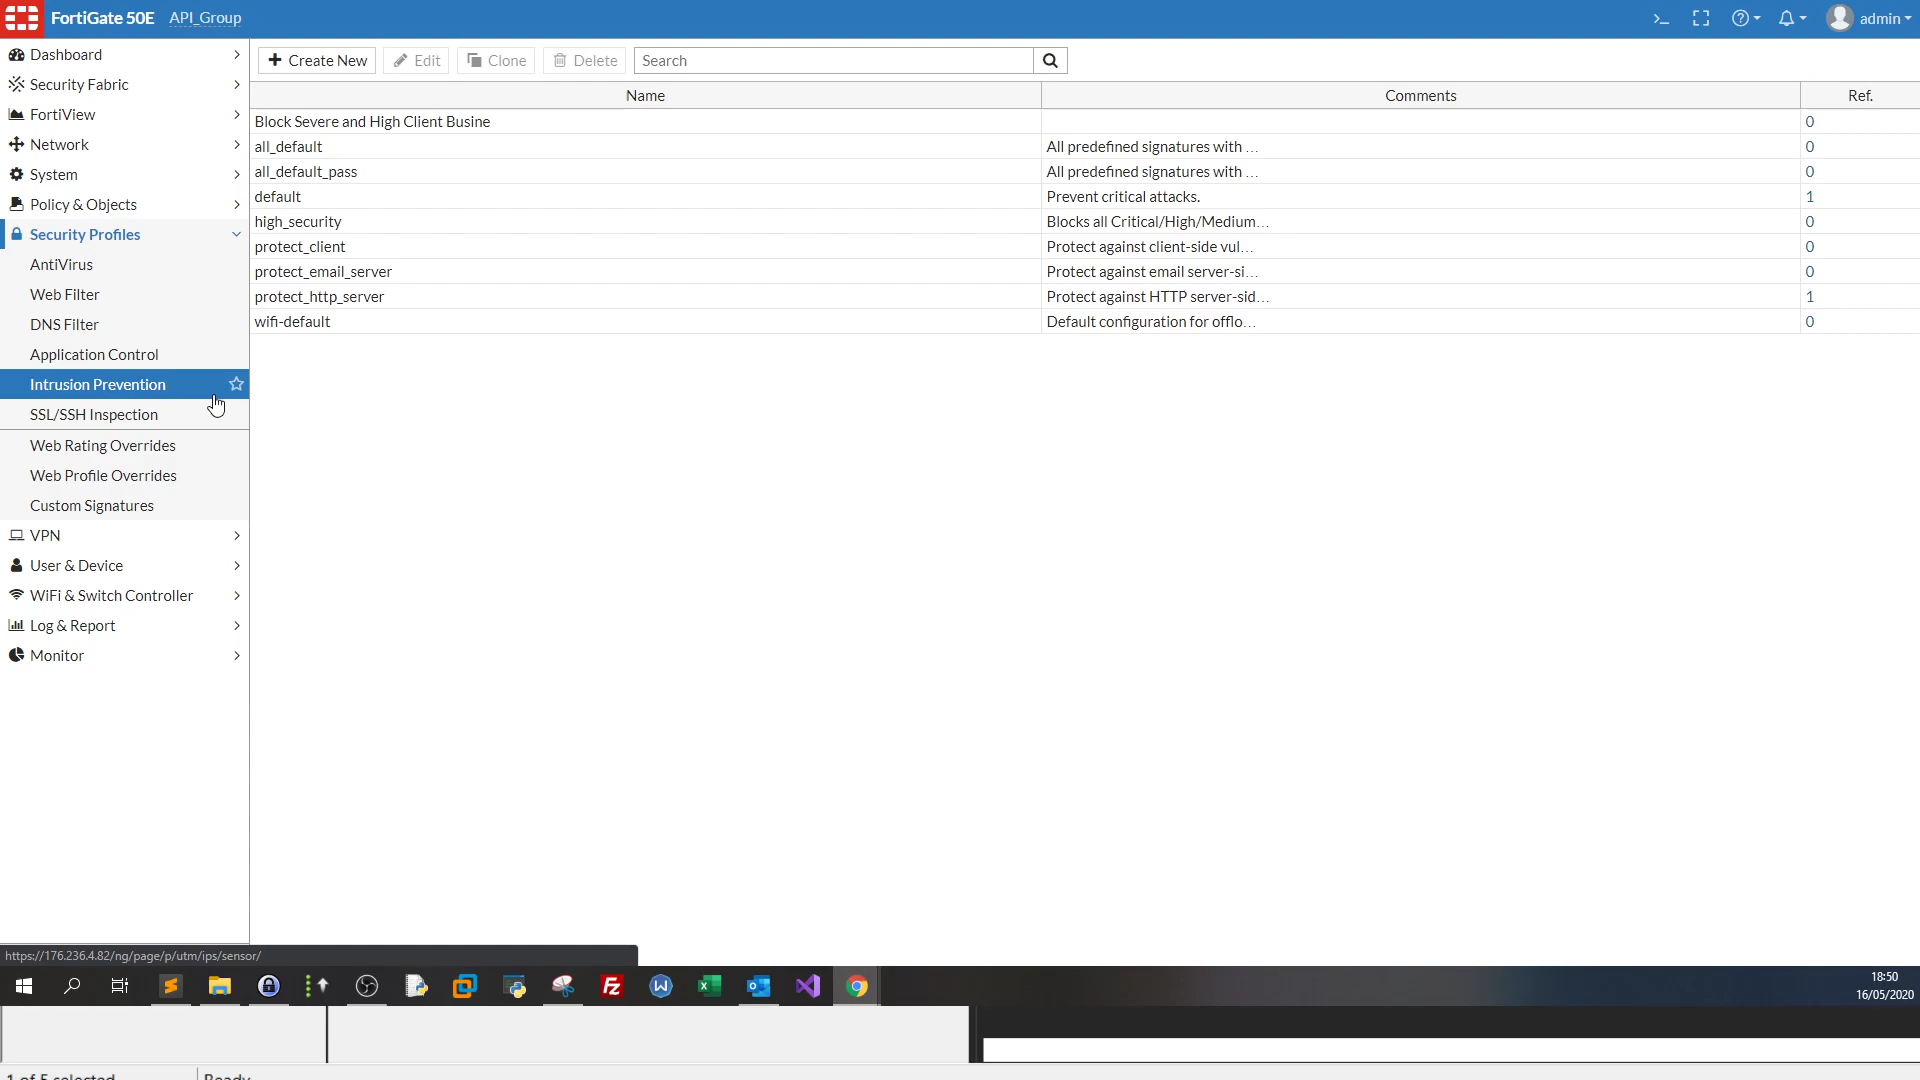 FortiGate 50E API_Group
>_ admin
Dashboard
Security Fabric
FortiView
Network
System
Policy & Objects
Security Profiles
AntiVirus
Web Filter
DNS Filter
Application Control
Intrusion Prevention
SSL/SSH Inspection
Web Rating Overrides
Web Profile Overrides
Custom Signatures
VPN
User & Device
WiFi & Switch Controller
Log & Report
Monitor
Create New Edit Clone Delete Search
Name Comments Ref.
Block Severe and High Client Busine 0
all_default All predefined signatures with ... 0
all_default_pass All predefined signatures with ... 0
default Prevent critical attacks. 1
high_security Blocks all Critical/High/Medium... 0
protect_client Protect against client-side vul... 0
protect_email_server Protect against email server-si... 0
protect_http_server Protect against HTTP server-sid... 1
wifi-default Default configuration for offlo... 0
https://176.236.4.82/ng/page/p/utm/ips/sensor/
18:50
16/05/2020
1 of 5 selected Ready